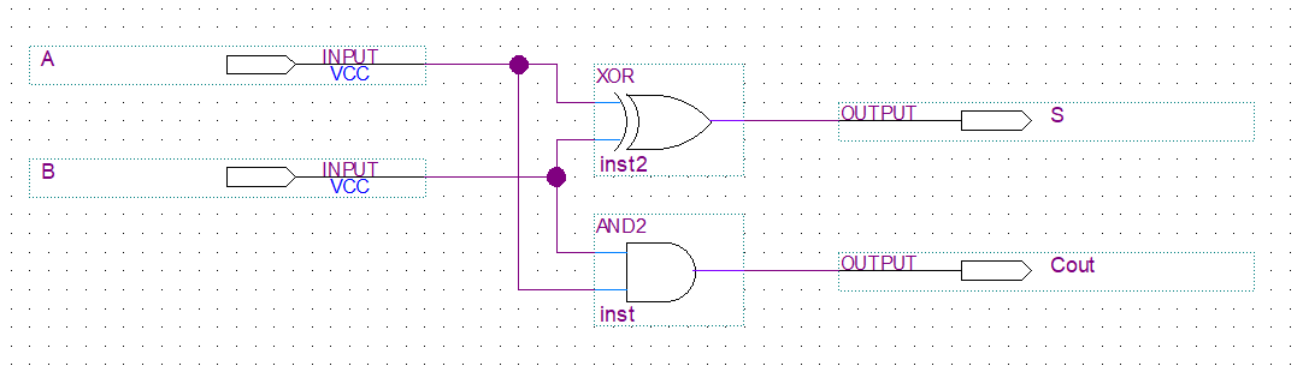 A
INPUT
VCC
XOR
inst2
OUTPUT
S
B
INPUT
VCC
AND2
inst
OUTPUT
Cout